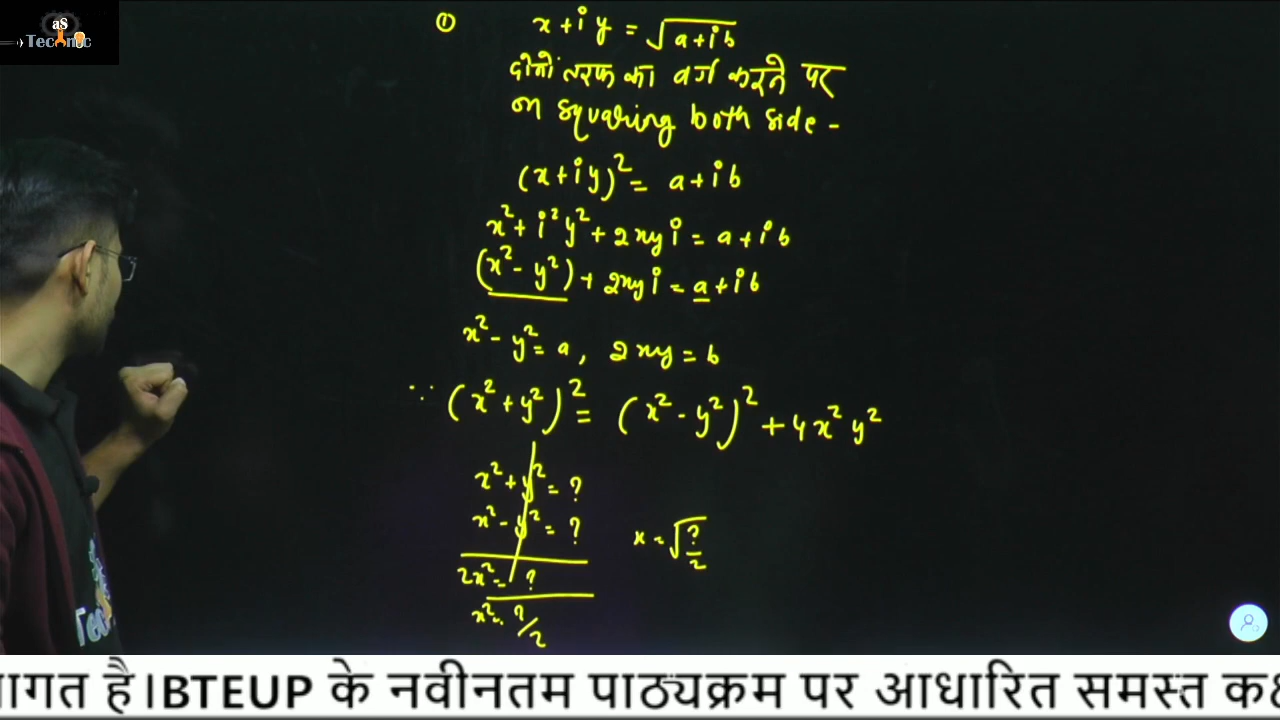 aS
Teconic
① x+iy = √a+ib
दोनों तरफ का वर्ग करने पर
on squaring both side -
(x+iy)² = a+ib
x² + i²y² + 2xyi = a+ib
(x² - y²) + 2xyi = a+ib
x² - y² = a, 2xy = b
∵ (x² + y²)² = (x² - y²)² + 4x²y²
x² + y² = ?
x² - y² = ? x = √?/2
2x² = ?
x² = ?/2
ागत है।BTEUP के नवीनतम पाठ्यक्रम पर आधारित समस्त कक्ष